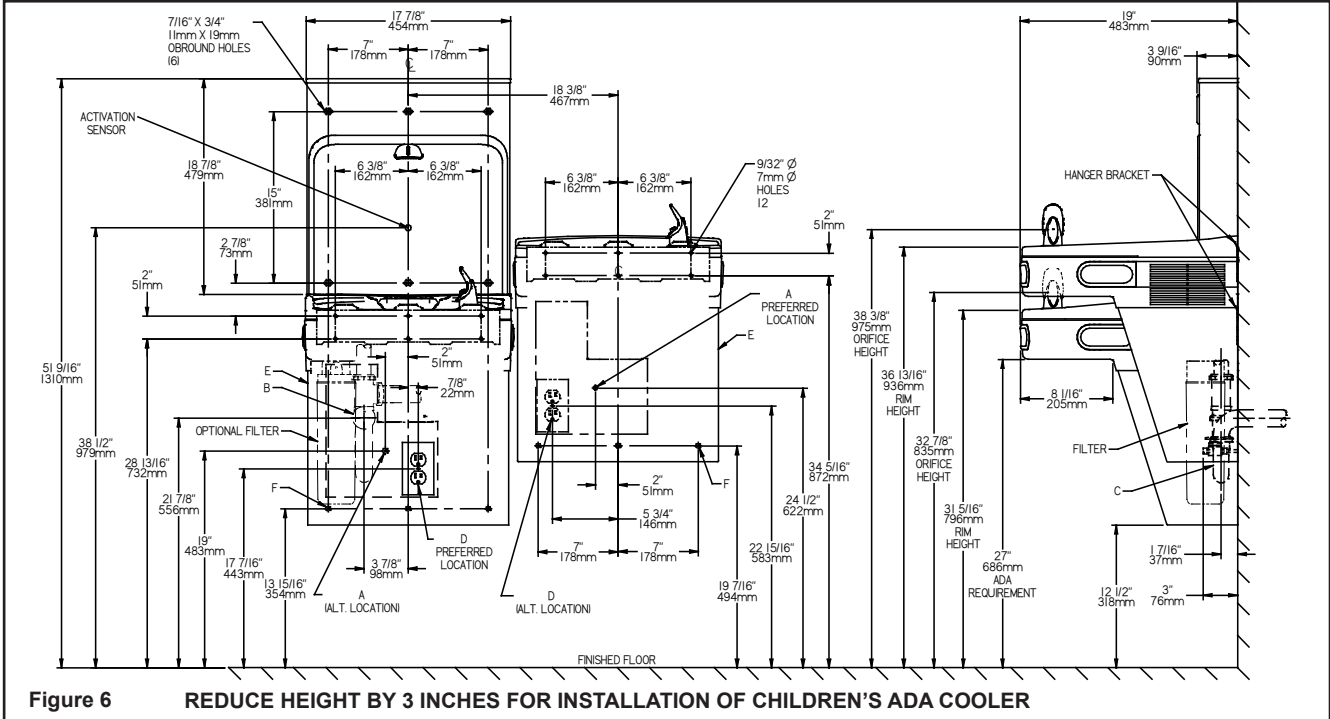 7/16" X 3/4"
11mm X 19mm
OBROUND HOLES
(6)
17 7/8"
454mm
7"
178mm
7"
178mm
℄
18 3/8"
467mm
ACTIVATION
SENSOR
18 7/8"
479mm
15"
381mm
6 3/8"
162mm
6 3/8"
162mm
6 3/8"
162mm
6 3/8"
162mm
9/32" Ø
7mm Ø
HOLES
12
2"
51mm
2 7/8"
73mm
2"
51mm
℄
A
PREFERRED
LOCATION
E
2"
51mm
7/8"
22mm
E
B
OPTIONAL FILTER
51 9/16"
1310mm
38 1/2"
979mm
28 13/16"
732mm
21 7/8"
556mm
19"
483mm
17 7/16"
443mm
13 15/16"
354mm
F
3 7/8"
98mm
A
(ALT. LOCATION)
D
PREFERRED
LOCATION
D
(ALT. LOCATION)
7"
178mm
7"
178mm
5 3/4"
146mm
2"
51mm
F
19 7/16"
494mm
22 15/16"
583mm
24 1/2"
622mm
34 5/16"
872mm
19"
483mm
3 9/16"
90mm
HANGER BRACKET
38 3/8"
975mm
ORIFICE
HEIGHT
36 13/16"
936mm
RIM
HEIGHT
32 7/8"
835mm
ORIFICE
HEIGHT
31 5/16"
796mm
RIM
HEIGHT
27"
686mm
ADA
REQUIREMENT
8 1/16"
205mm
FILTER
C
1 7/16"
37mm
3"
76mm
12 1/2"
318mm
FINISHED FLOOR
Figure 6 REDUCE HEIGHT BY 3 INCHES FOR INSTALLATION OF CHILDREN'S ADA COOLER